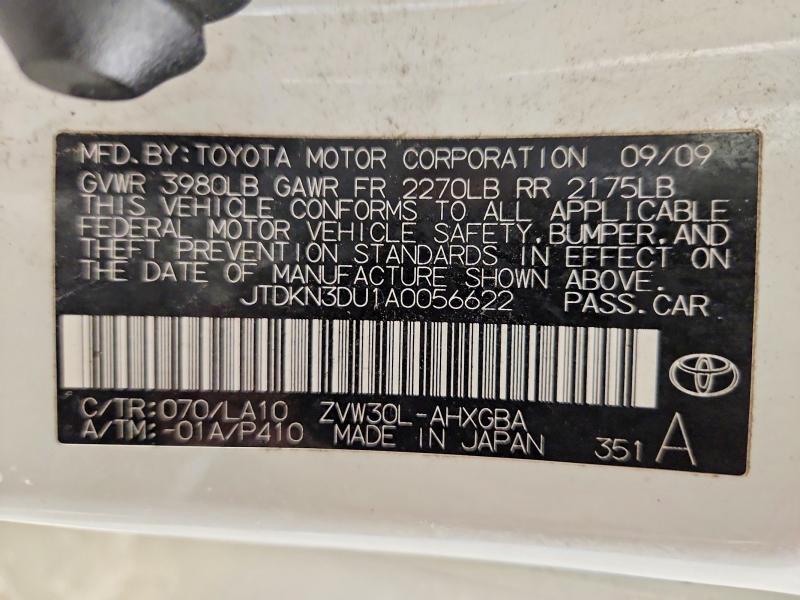 MFD. BY: TOYOTA MOTOR CORPORATION 09/09
GVWR 3980LB GAWR FR 2270LB RR 2175LB
THIS VEHICLE CONFORMS TO ALL APPLICABLE
FEDERAL MOTOR VEHICLE SAFETY, BUMPER, AND
THEFT PREVENTION STANDARDS IN EFFECT ON
THE DATE OF MANUFACTURE SHOWN ABOVE.
JTDKN3DU1A0056622 PASS. CAR
C/TR: 070/LA10 ZVW30L-AHXGBA
A/TM: -01A/P410 MADE IN JAPAN 351 A